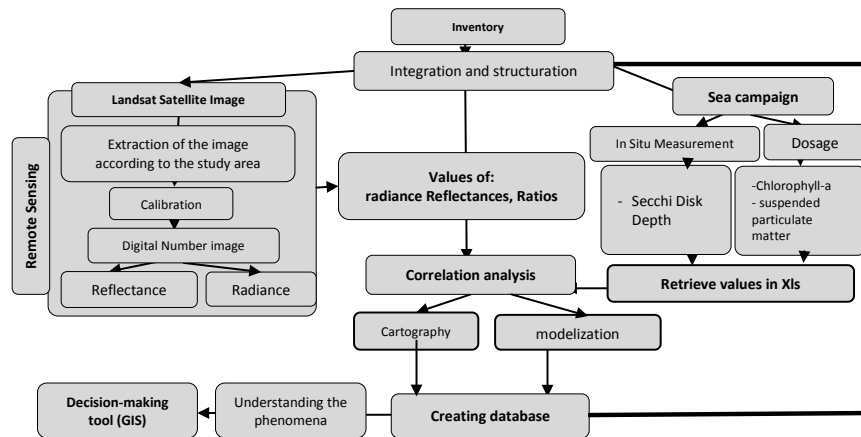 Inventory
Integration and structuration
Landsat Satellite Image
Sea campaign
Extraction of the image
according to the study area
In Situ Measurement
Dosage
Remote Sensing
Values of:
radiance Reflectances, Ratios
Calibration
- Secchi Disk
Depth
-Chlorophyll-a
- suspended
particulate
matter
Digital Number image
Reflectance
Radiance
Correlation analysis
Retrieve values in Xls
Cartography
modelization
Decision-making
tool (GIS)
Understanding the
phenomena
Creating database